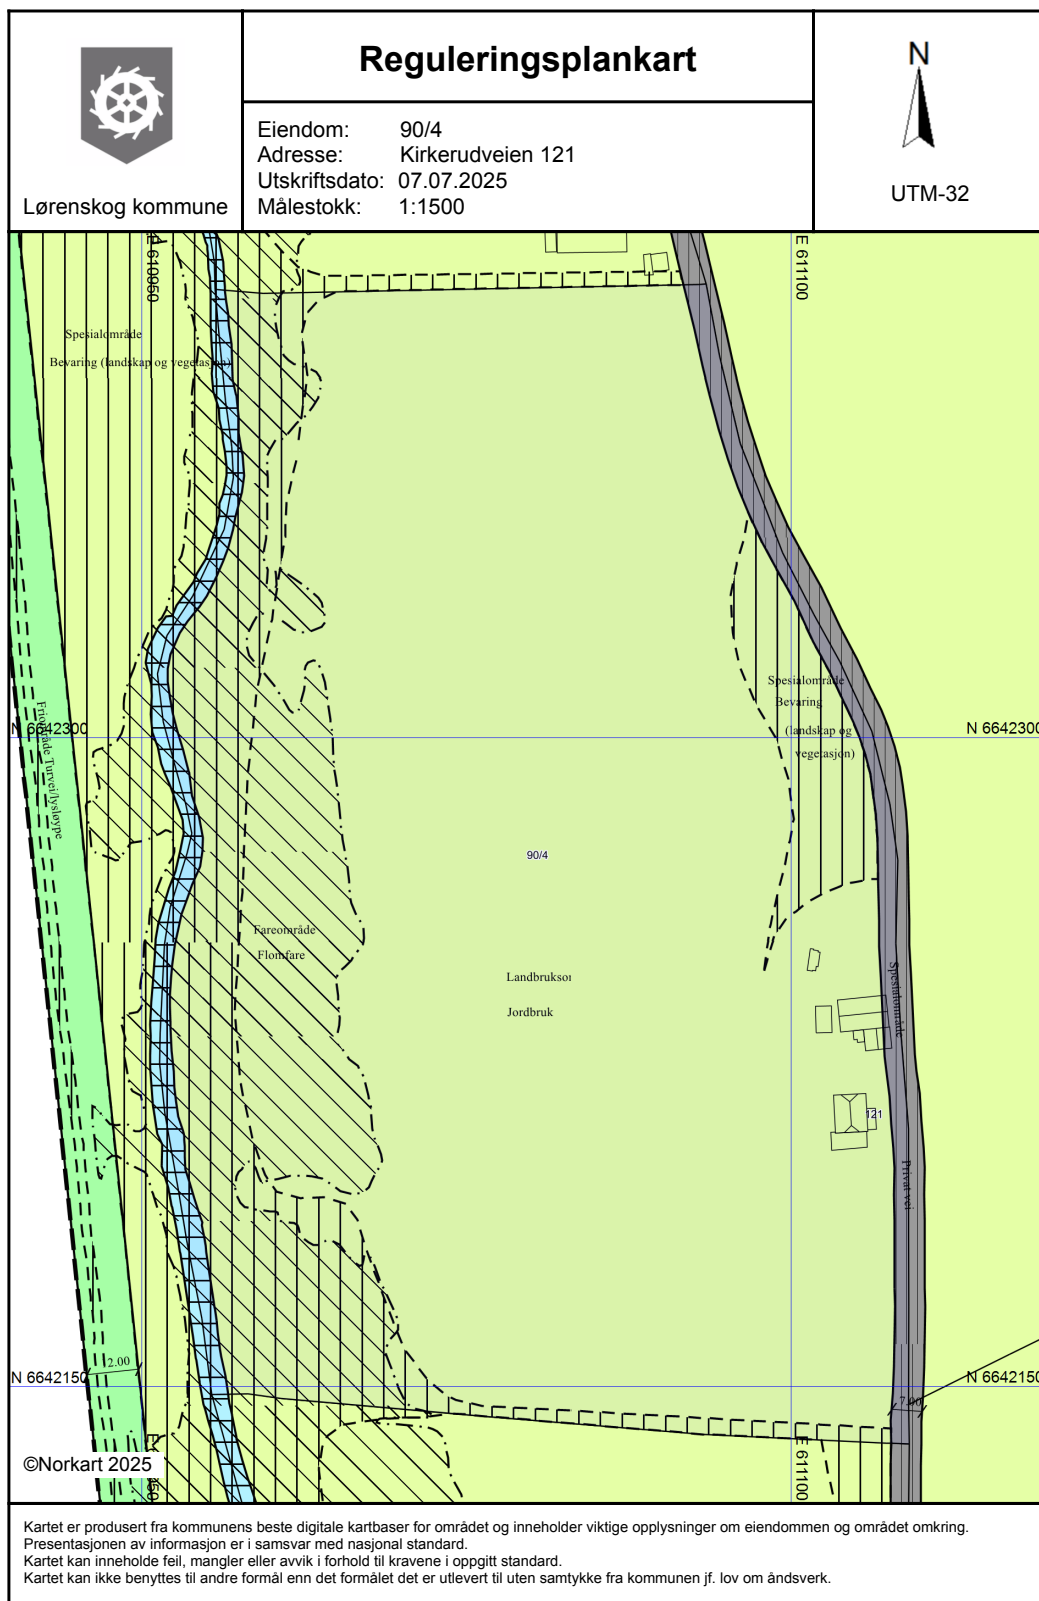 Lørenskog kommune
Reguleringsplankart
Eiendom: 90/4
Adresse: Kirkerudveien 121
Utskriftsdato: 07.07.2025
Målestokk: 1:1500
N
UTM-32
E 610950
E 611100
Spesialområde
Bevaring (landskap og vegetasjon)
Spesialområde
Bevaring
(landskap og
vegetasjon)
N 6642300
N 6642300
Friområde Turvei/lysløype
90/4
Fareområde
Flomfare
Landbruksor
Jordbruk
Spesialområde
121
Privat vei
2.00
N 6642150
N 6642150
7.00
E 611100
©Norkart 2025
Kartet er produsert fra kommunens beste digitale kartbaser for området og inneholder viktige opplysninger om eiendommen og området omkring.
Presentasjonen av informasjon er i samsvar med nasjonal standard.
Kartet kan inneholde feil, mangler eller avvik i forhold til kravene i oppgitt standard.
Kartet kan ikke benyttes til andre formål enn det formålet det er utlevert til uten samtykke fra kommunen jf. lov om åndsverk.